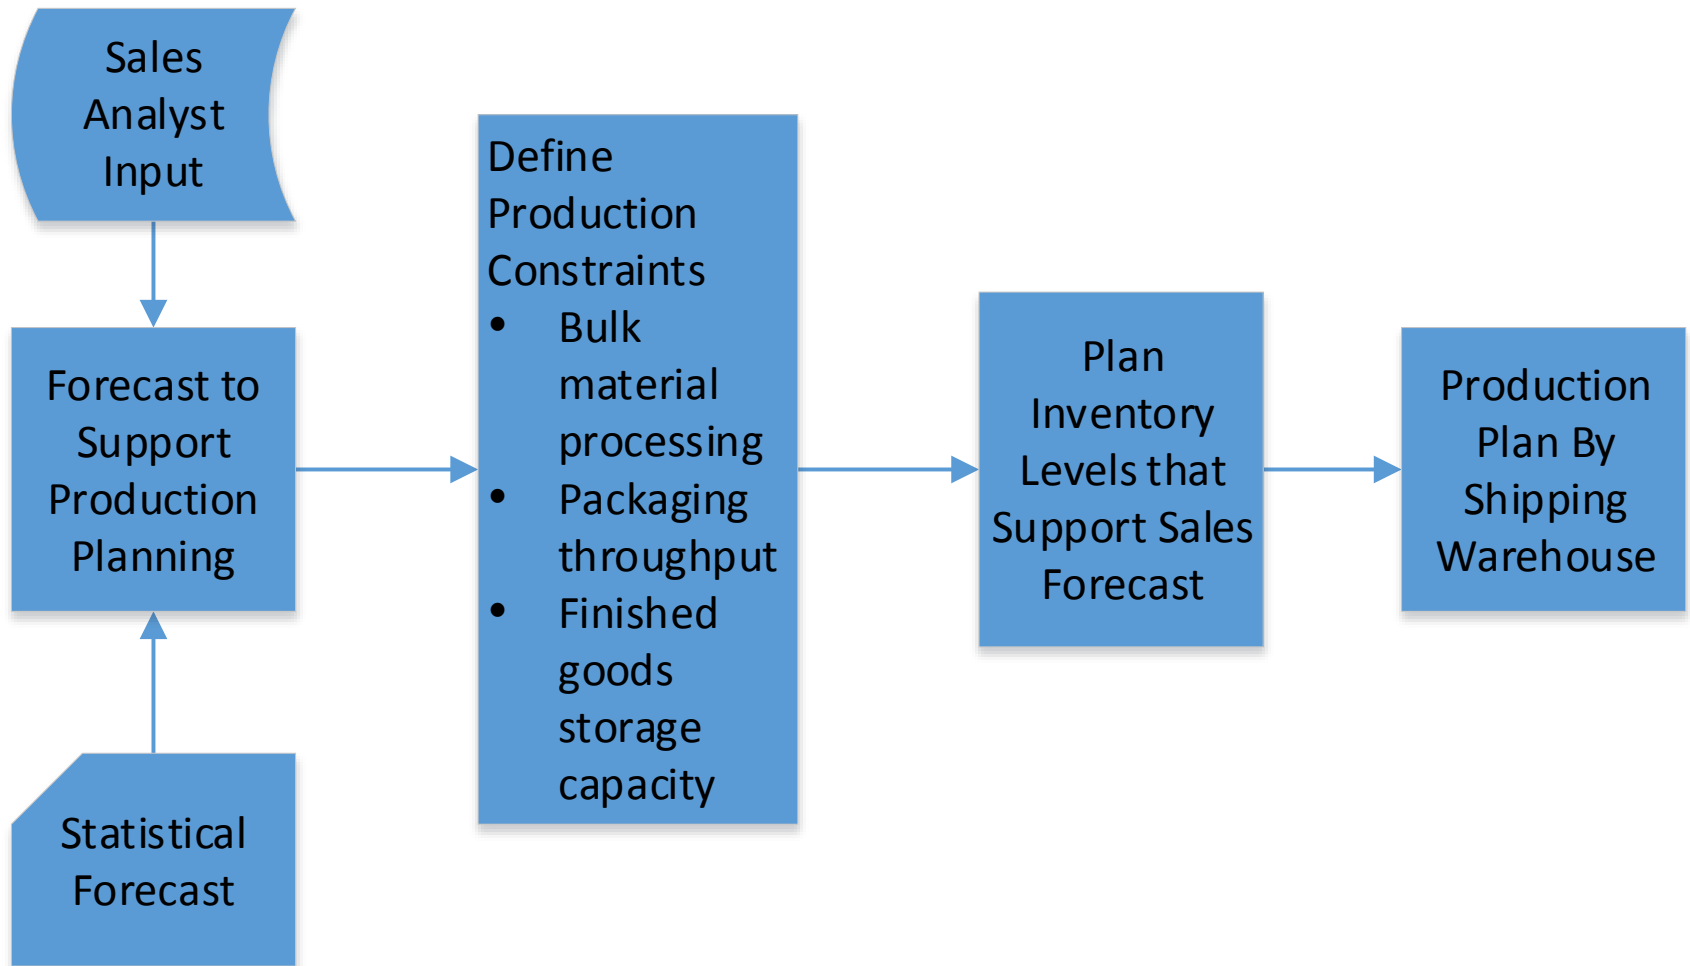 Sales
Analyst
Input
Forecast to
Support
Production
Planning
Statistical
Forecast
Define
Production
Constraints
• Bulk
material
processing
• Packaging
throughput
• Finished
goods
storage
capacity
Plan
Inventory
Levels that
Support Sales
Forecast
Production
Plan By
Shipping
Warehouse